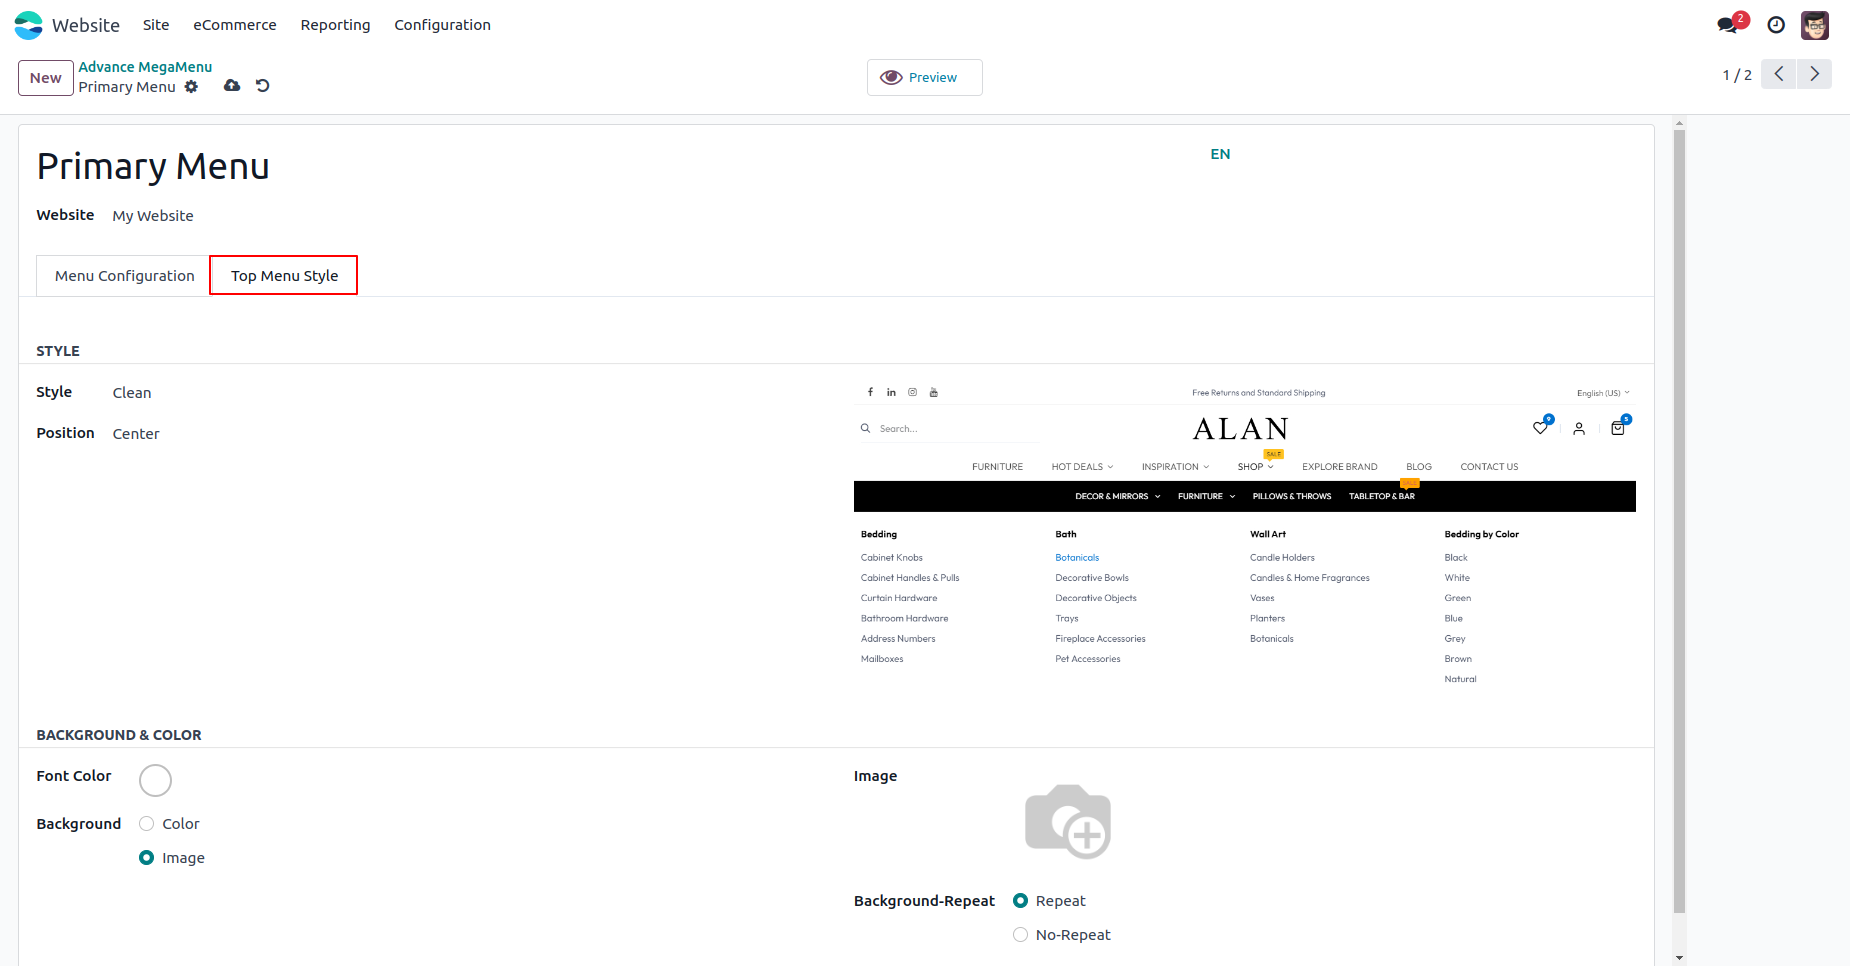 Website Site eCommerce Reporting Configuration 2
New Advance MegaMenu
Primary Menu
Preview
1 / 2
Primary Menu
EN
Website My Website
Menu Configuration Top Menu Style
STYLE
Style Clean
Position Center
Free Returns and Standard Shipping English (US)
Search... ALAN 9 5
SALE
FURNITURE HOT DEALS INSPIRATION SHOP EXPLORE BRAND BLOG CONTACT US
DECOR & MIRRORS FURNITURE PILLOWS & THROWS TABLETOP & BAR
Bedding Bath Wall Art Bedding by Color
Cabinet Knobs Botanicals Candle Holders Black
Cabinet Handles & Pulls Decorative Bowls Candles & Home Fragrances White
Curtain Hardware Decorative Objects Vases Green
Bathroom Hardware Trays Planters Blue
Address Numbers Fireplace Accessories Botanicals Grey
Mailboxes Pet Accessories Brown
Natural
BACKGROUND & COLOR
Font Color Image
Background Color
Image
Background-Repeat Repeat
No-Repeat